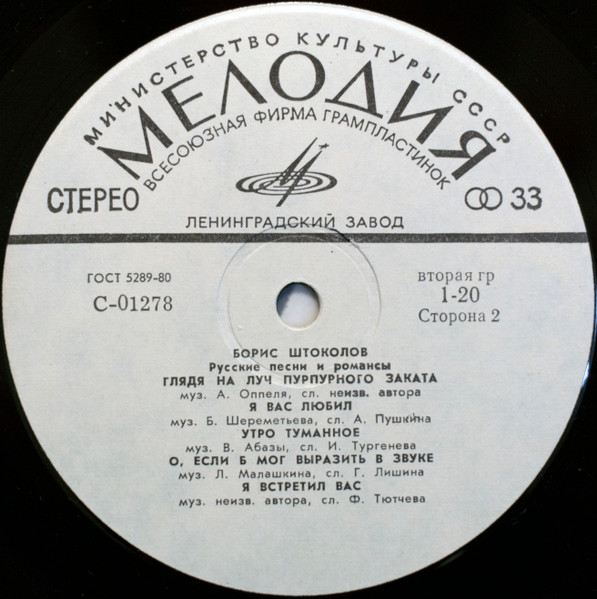 МИНИСТЕРСТВО КУЛЬТУРЫ СССР
МЕЛОДИЯ
ВСЕСОЮЗНАЯ ФИРМА ГРАМПЛАСТИНОК
СТЕРЕО
33
ЛЕНИНГРАДСКИЙ ЗАВОД
ГОСТ 5289-80
С-01278
вторая гр
1-20
Сторона 2
БОРИС ШТОКОЛОВ
Русские песни и романсы
ГЛЯДЯ НА ЛУЧ ПУРПУРНОГО ЗАКАТА
муз. А. Оппеля, сл. неизв. автора
Я ВАС ЛЮБИЛ
муз. Б. Шереметьева, сл. А. Пушкина
УТРО ТУМАННОЕ
муз. В. Абазы, сл. И. Тургенева
О, ЕСЛИ Б МОГ ВЫРАЗИТЬ В ЗВУКЕ
муз. Л. Малашкина, сл. Г. Лишина
Я ВСТРЕТИЛ ВАС
муз. неизв. автора, сл. Ф. Тютчева